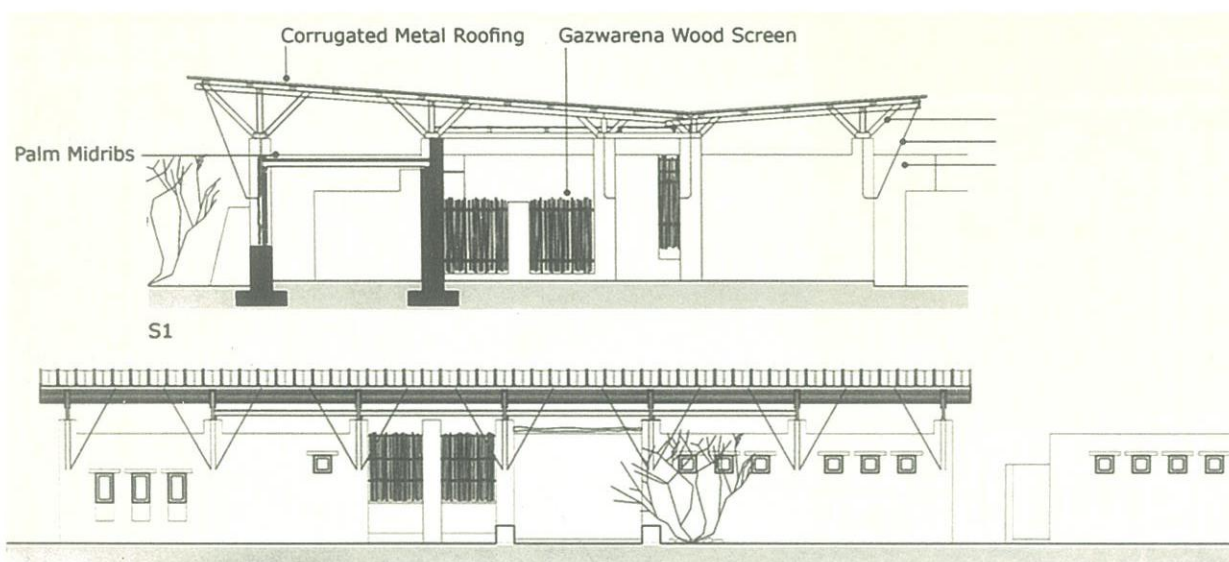 Corrugated Metal Roofing
Gazwarena Wood Screen
Palm Midribs
S1